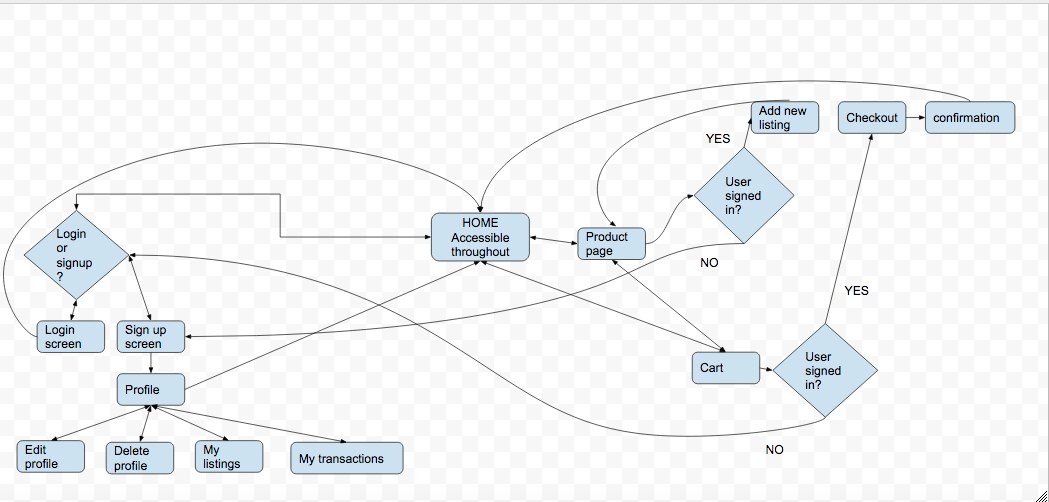 Add new
listing
Checkout
confirmation
YES
User
signed
in?
HOME
Accessible
throughout
Product
page
Login
or
signup
?
NO
YES
Login
screen
Sign up
screen
User
signed
in?
Cart
Profile
Edit
profile
Delete
profile
My
listings
My transactions
NO